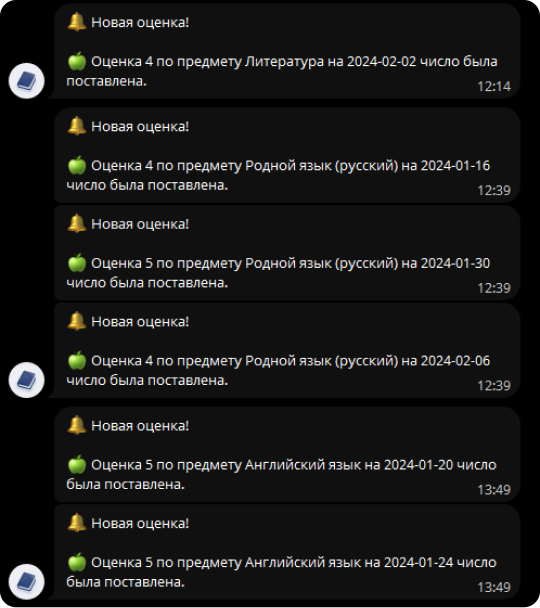 🔔 Новая оценка!
🍏 Оценка 4 по предмету Литература на 2024-02-02 число была
поставлена.
12:14
🔔 Новая оценка!
🍏 Оценка 4 по предмету Родной язык (русский) на 2024-01-16
число была поставлена.
12:39
🔔 Новая оценка!
🍏 Оценка 5 по предмету Родной язык (русский) на 2024-01-30
число была поставлена.
12:39
🔔 Новая оценка!
🍏 Оценка 4 по предмету Родной язык (русский) на 2024-02-06
число была поставлена.
12:39
🔔 Новая оценка!
🍏 Оценка 5 по предмету Английский язык на 2024-01-20 число
была поставлена.
13:49
🔔 Новая оценка!
🍏 Оценка 5 по предмету Английский язык на 2024-01-24 число
была поставлена.
13:49